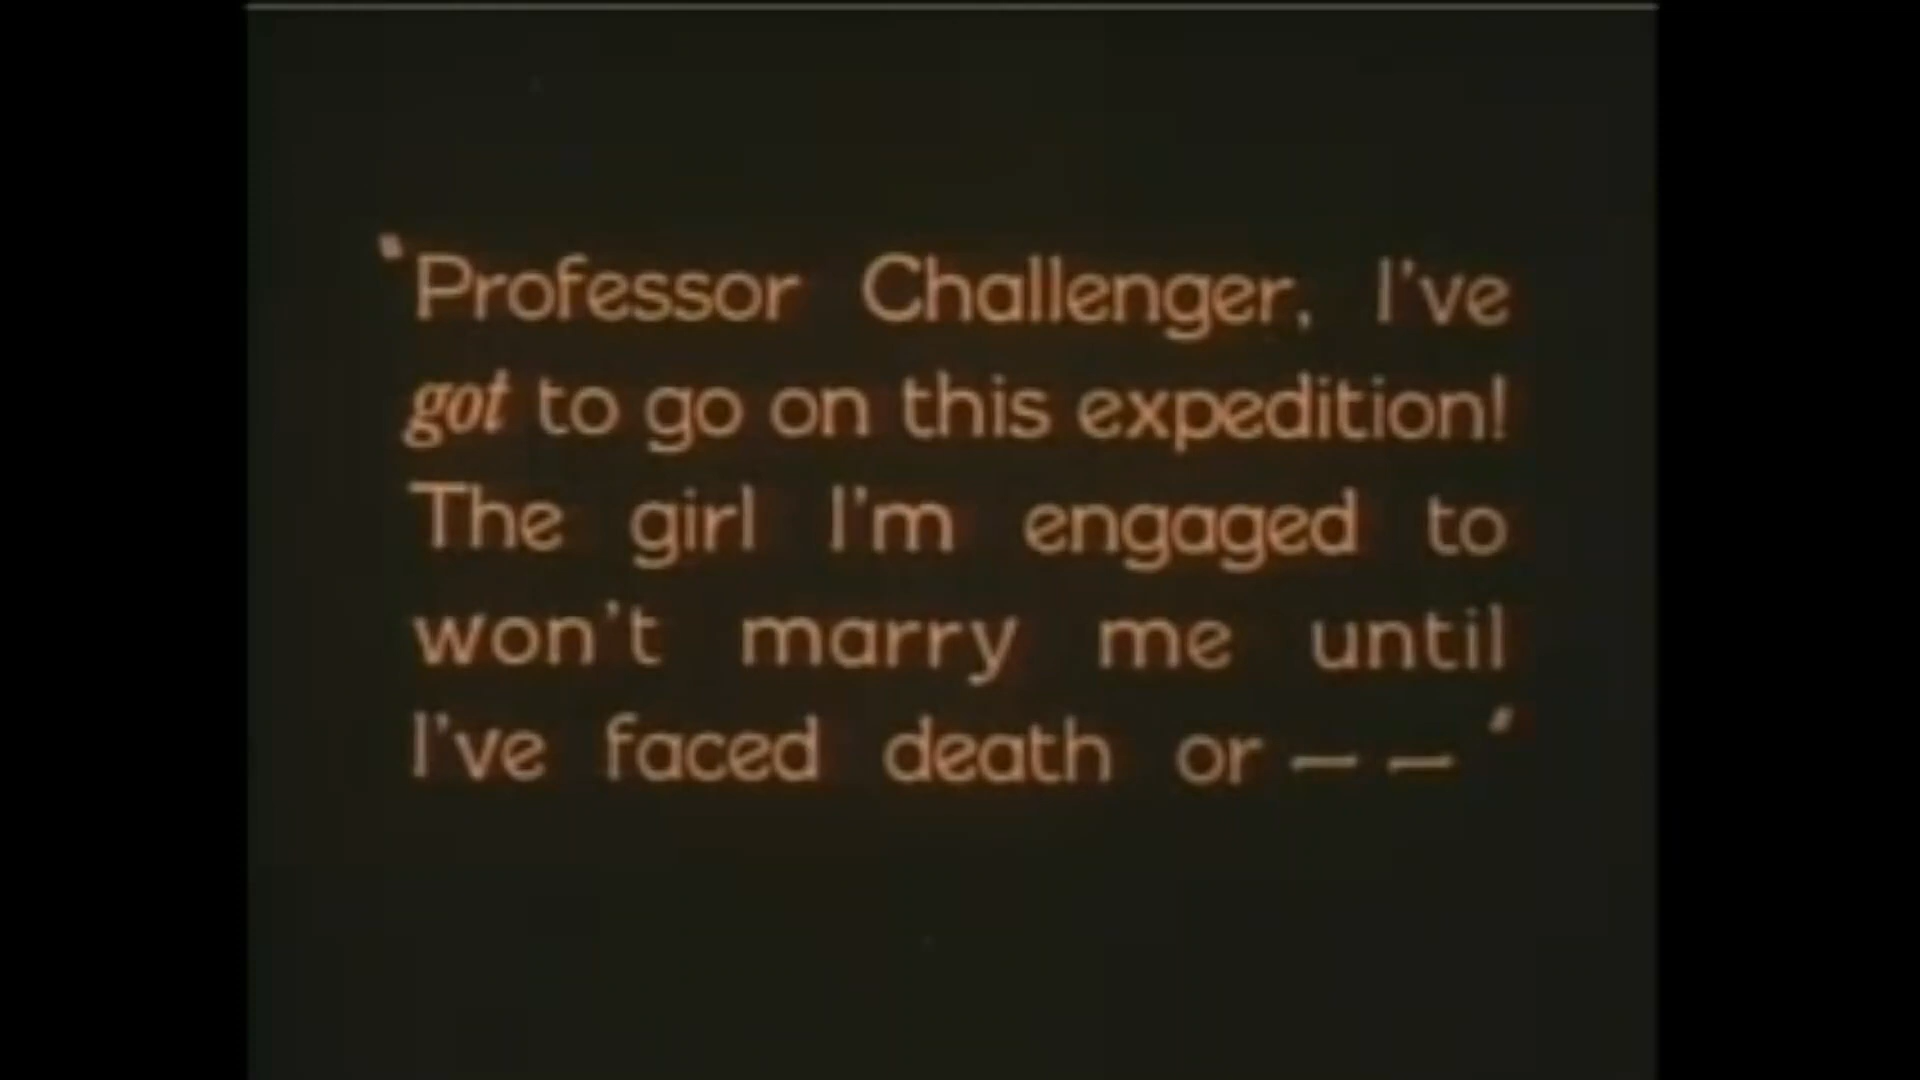 "Professor Challenger, I've
got to go on this expedition!
The girl I'm engaged to
won't marry me until
I've faced death or — — "